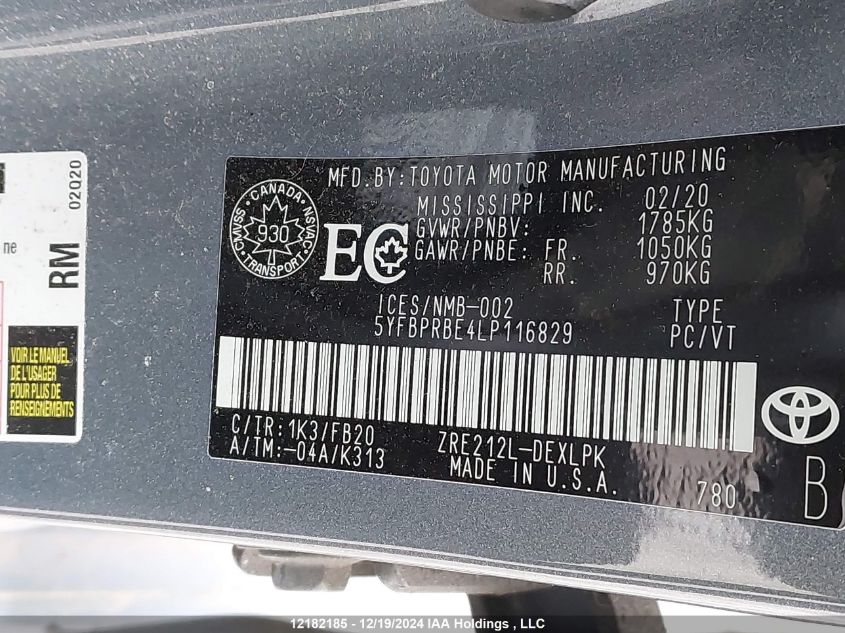 02020
ne
RM
VOIR LE MANUEL
DE L'USAGER
POUR PLUS DE
RENSEIGNEMENTS
CANADA
CMVSS
NSVAC
930
TRANSPORT
EC
MFD.BY:TOYOTA MOTOR MANUFACTURING
MISSISSIPPI INC. 02/20
GVWR/PNBV: 1785KG
GAWR/PNBE: FR. 1050KG
RR. 970KG
ICES/NMB-002 TYPE
5YFBPRBE4LP116829 PC/VT
C/TR:1K3/FB20 ZRE212L-DEXLPK
A/TM:-04A/K313 MADE IN U.S.A. 780 B
12182185 - 12/19/2024 IAA Holdings , LLC